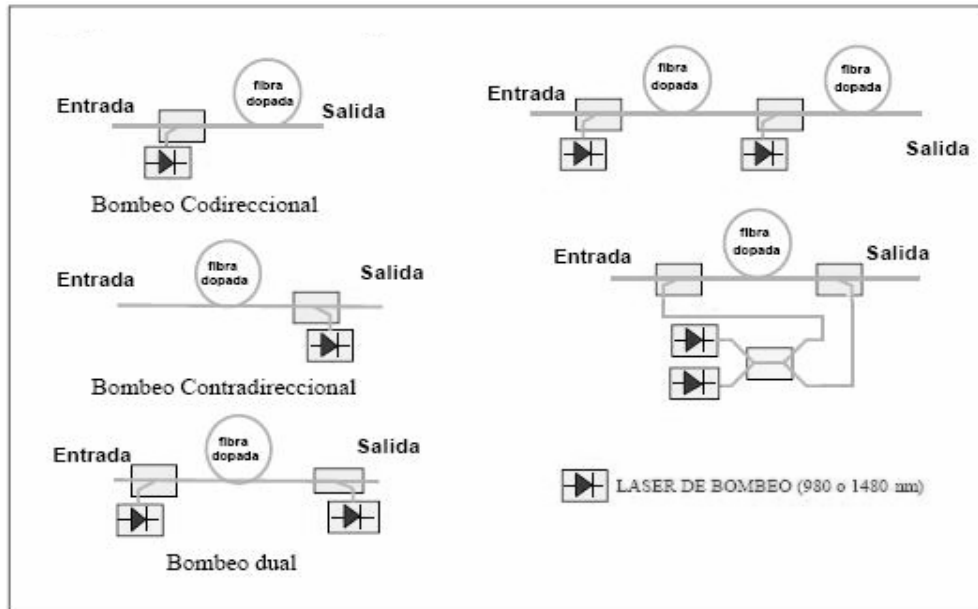 fibra
dopada
Entrada
Salida
Bombeo Codireccional
fibra
dopada
Entrada
Salida
Bombeo Contradireccional
fibra
dopada
Entrada
Salida
Bombeo dual
fibra
dopada
fibra
dopada
Entrada
Salida
fibra
dopada
Entrada
Salida
LASER DE BOMBEO (980 o 1480 nm)